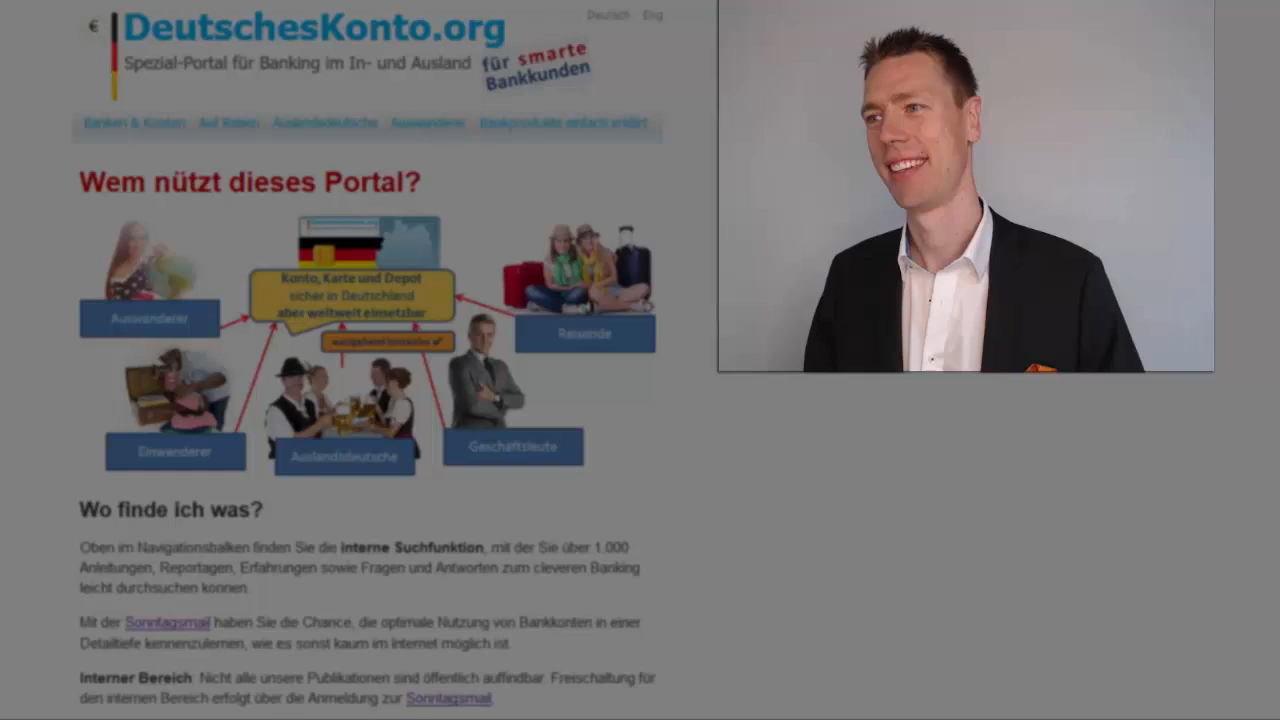 Deutsch Eng
€ DeutschesKonto.org
Spezial-Portal für Banking im In- und Ausland
für smarte
Bankkunden
Banken & Konten Auf Reisen Auslandsdeutsche Auswanderer Bankprodukte einfach erklärt
Wem nützt dieses Portal?
Konto, Karte und Depot
sicher in Deutschland
aber weltweit einsetzbar
weitgehend kostenlos ✔
Auswanderer
Reisende
Einwanderer
Auslandsdeutsche
Geschäftsleute
Wo finde ich was?
Oben im Navigationsbalken finden Sie die interne Suchfunktion, mit der Sie über 1.000
Anleitungen, Reportagen, Erfahrungen sowie Fragen und Antworten zum cleveren Banking
leicht durchsuchen können.
Mit der Sonntagsmail haben Sie die Chance, die optimale Nutzung von Bankkonten in einer
Detailtiefe kennenzulernen, wie es sonst kaum im Internet möglich ist.
Interner Bereich: Nicht alle unsere Publikationen sind öffentlich auffindbar. Freischaltung für
den internen Bereich erfolgt über die Anmeldung zur Sonntagsmail.